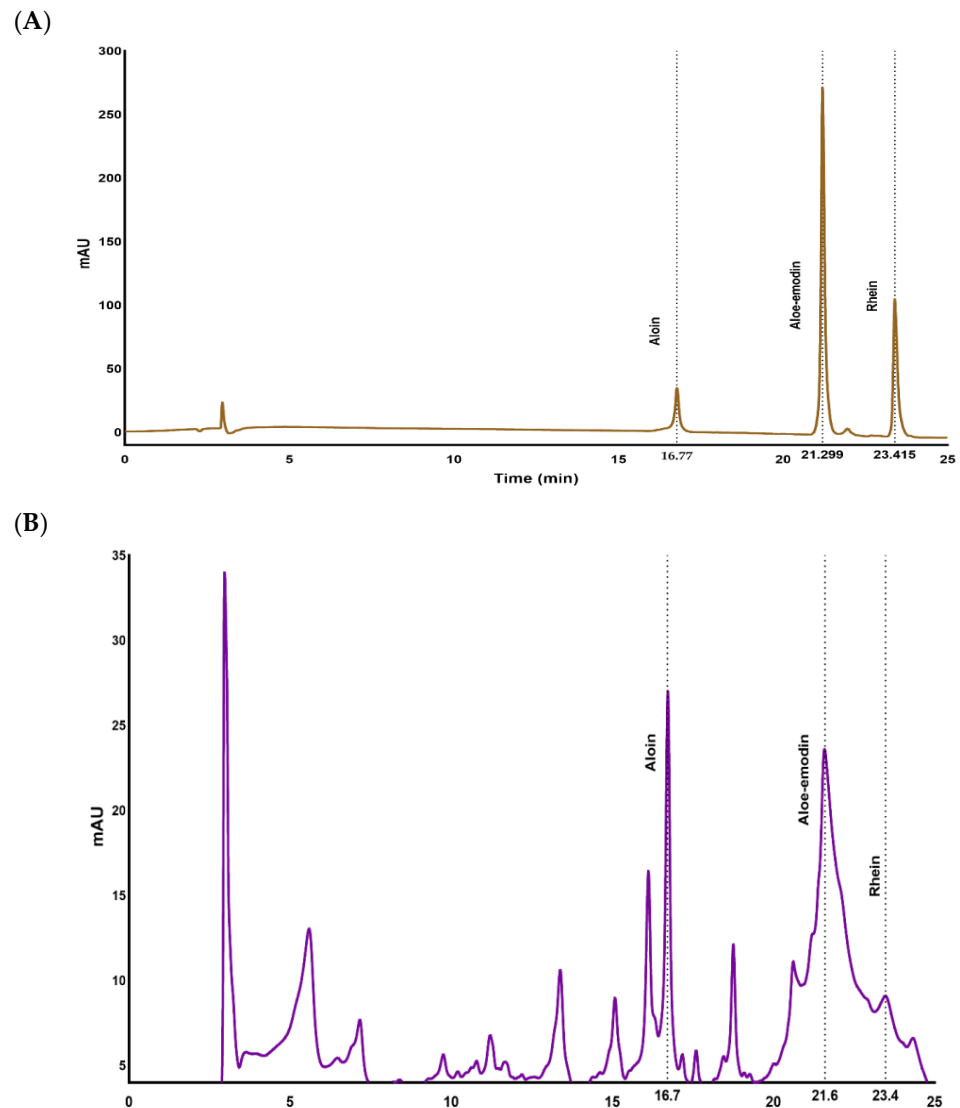 (A)
300
250
200
150
100
50
0
mAU
Aloin
Aloe-emodin
Rhein
0 5 10 15 16.77 20 21.299 23.415 25
Time (min)
(B)
35
30
25
20
15
10
5
mAU
Aloin
Aloe-emodin
Rhein
0 5 10 15 16.7 20 21.6 23.4 25